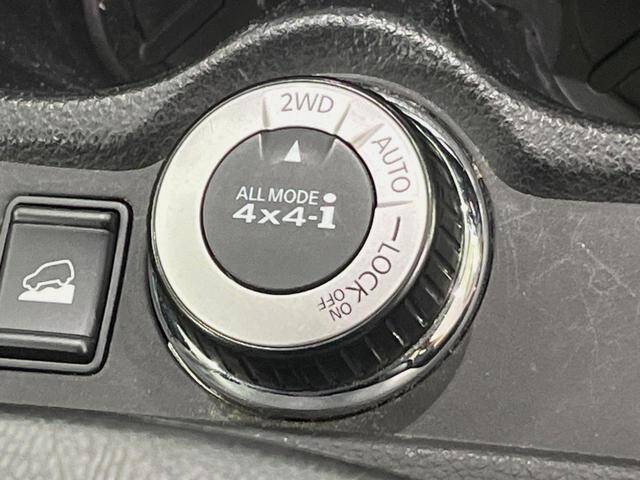 2WD
AUTO
LOCK
ON
OFF
ALL MODE
4x4-i